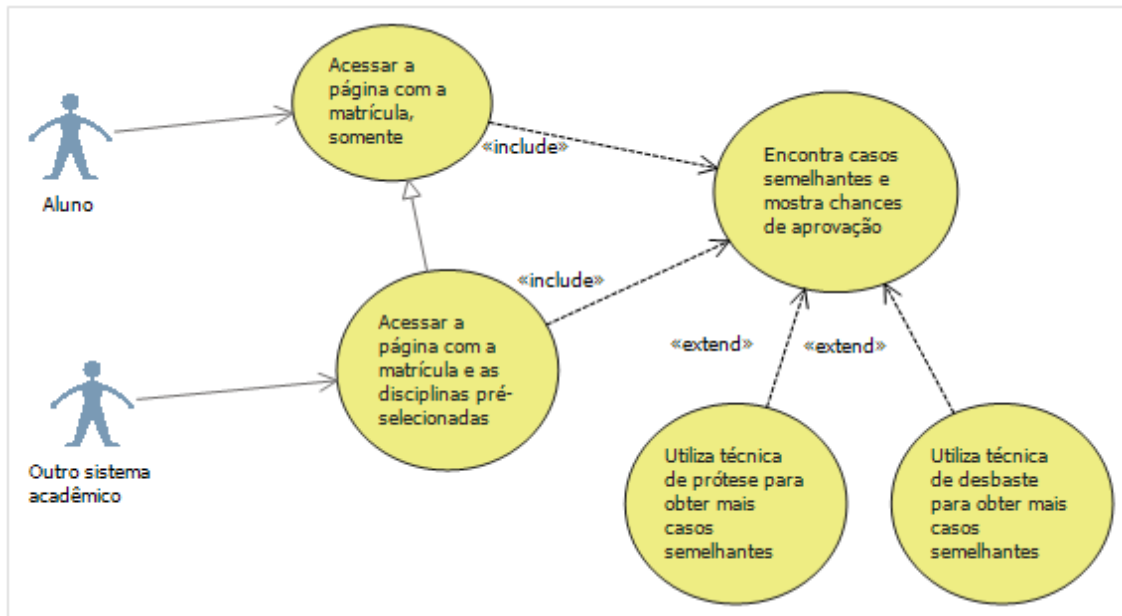 Acessar a
página com a
matrícula,
somente
Aluno
«include»
Encontra casos
semelhantes e
mostra chances
de aprovação
«include»
Acessar a
página com a
matrícula e as
disciplinas pré-
selecionadas
«extend»
«extend»
Outro sistema
acadêmico
Utiliza técnica
de prótese para
obter mais
casos
semelhantes
Utiliza técnica
de desbaste
para obter mais
casos
semelhantes